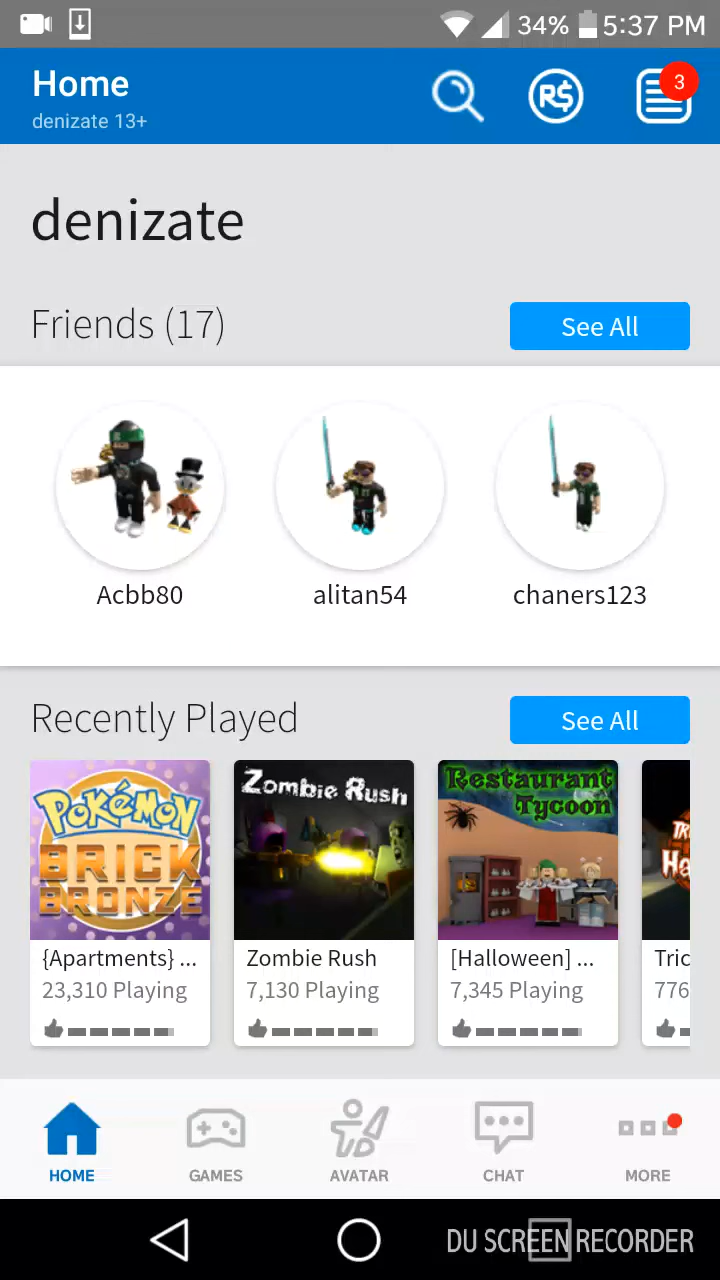 34% 5:37 PM
Home
denizate 13+
R$
3
denizate
Friends (17)
See All
Acbb80
alitan54
chaners123
Recently Played
See All
POKéMON
BRICK
BRONZE
Zombie Rush
Restaurant
Tycoon
{Apartments} ...
23,310 Playing
Zombie Rush
7,130 Playing
[Halloween] ...
7,345 Playing
Tric
776
HOME
GAMES
AVATAR
CHAT
MORE
DU SCREEN RECORDER